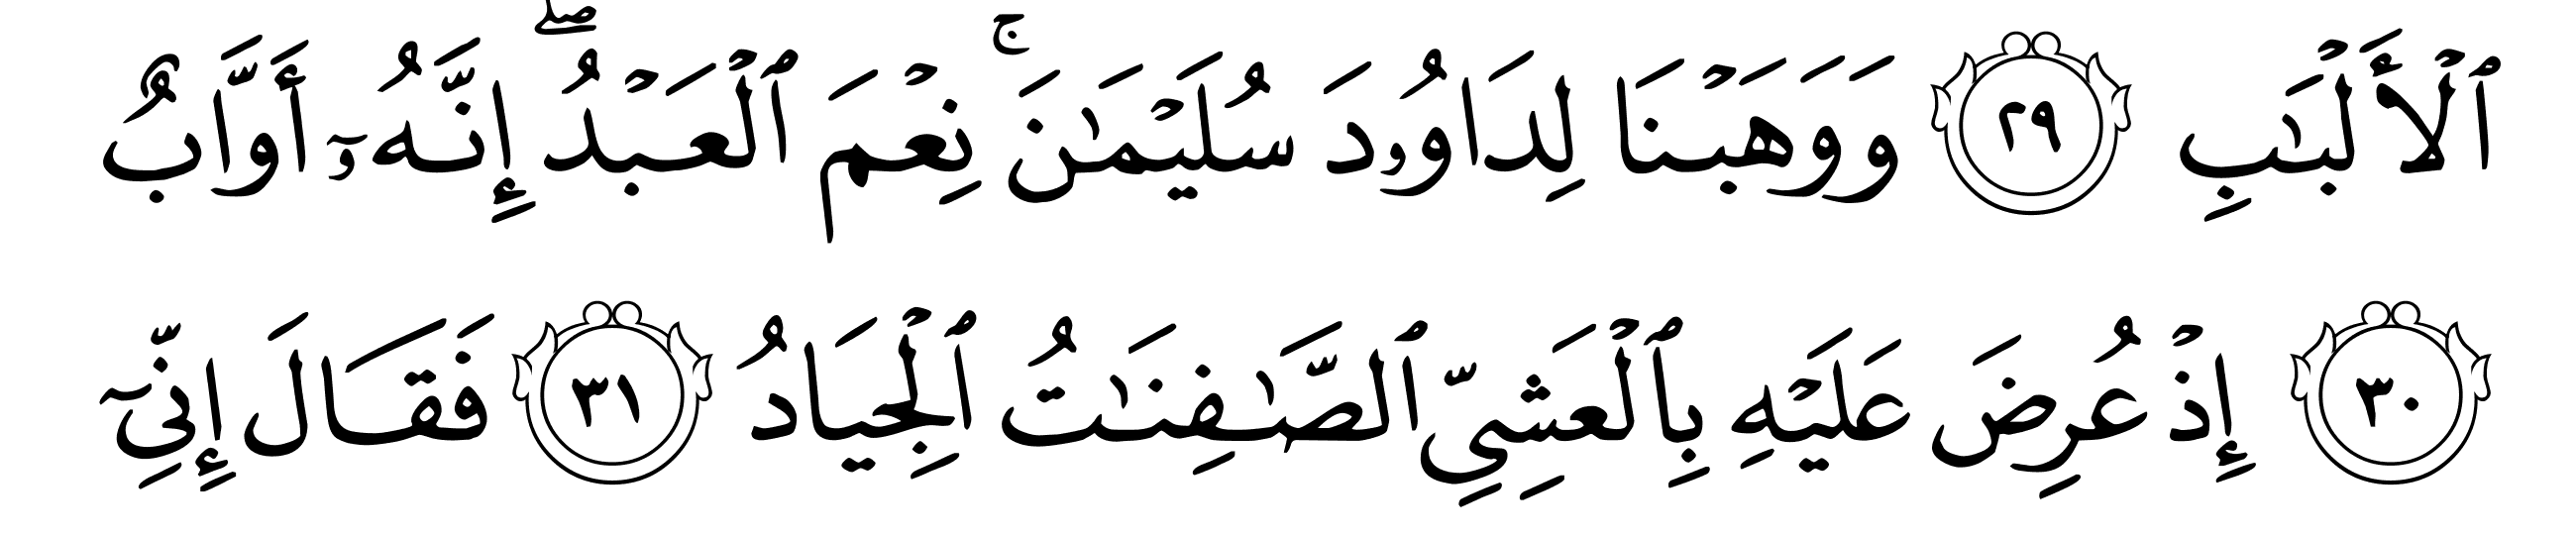 ٱلۡأَلۡبَٰبِ ٢٩ وَوَهَبۡنَا لِدَاوُۥدَ سُلَيۡمَٰنَۚ نِعۡمَ ٱلۡعَبۡدُۖ إِنَّهُۥٓ أَوَّابٌ
٣٠ إِذۡ عُرِضَ عَلَيۡهِ بِٱلۡعَشِيِّ ٱلصَّٰفِنَٰتُ ٱلۡجِيَادُ ٣١ فَقَالَ إِنِّيٓ